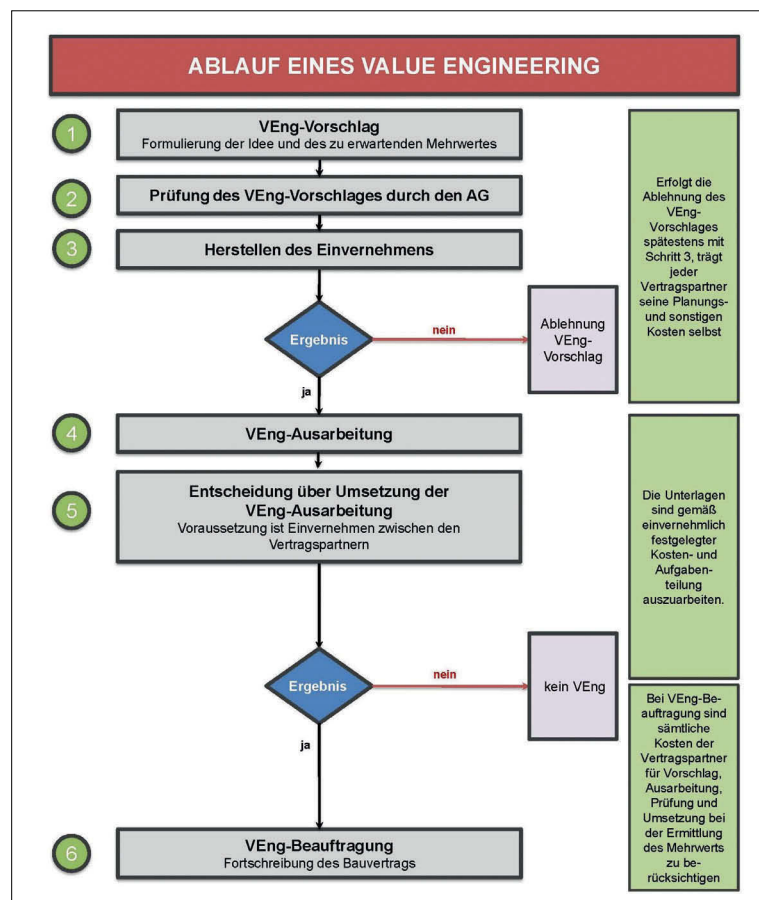 ABLAUF EINES VALUE ENGINEERING
1
VEng-Vorschlag
Formulierung der Idee und des zu erwartenden Mehrwertes
2
Prüfung des VEng-Vorschlages durch den AG
3
Herstellen des Einvernehmens
Ergebnis
nein
Ablehnung
VEng-
Vorschlag
ja
Erfolgt die
Ablehnung des
VEng-
Vorschlages
spätestens mit
Schritt 3, trägt
jeder
Vertragspartner
seine Planungs-
und sonstigen
Kosten selbst
4
VEng-Ausarbeitung
5
Entscheidung über Umsetzung der
VEng-Ausarbeitung
Voraussetzung ist Einvernehmen zwischen den
Vertragspartnern
Die Unterlagen
sind gemäß
einvernehmlich
festgelegter
Kosten- und
Aufgaben-
teilung
auszuarbeiten.
Ergebnis
nein
kein VEng
ja
Bei VEng-Be-
auftragung sind
sämtliche
Kosten der
Vertragspartner
für Vorschlag,
Ausarbeitung,
Prüfung und
Umsetzung bei
der Ermittlung
des Mehrwerts
zu be-
rücksichtigen
6
VEng-Beauftragung
Fortschreibung des Bauvertrags